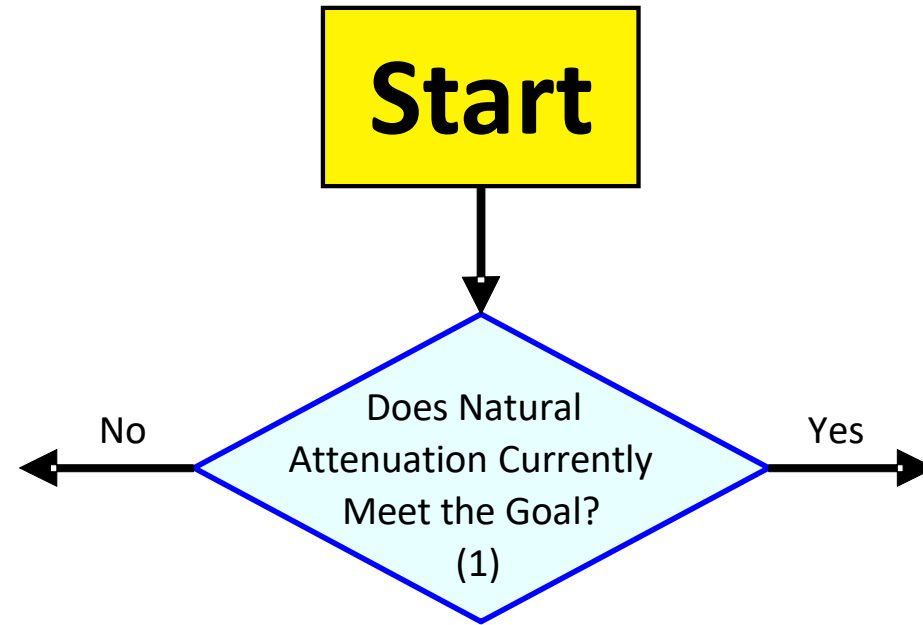 Start
No
Does Natural
Attenuation Currently
Meet the Goal?
(1)
Yes